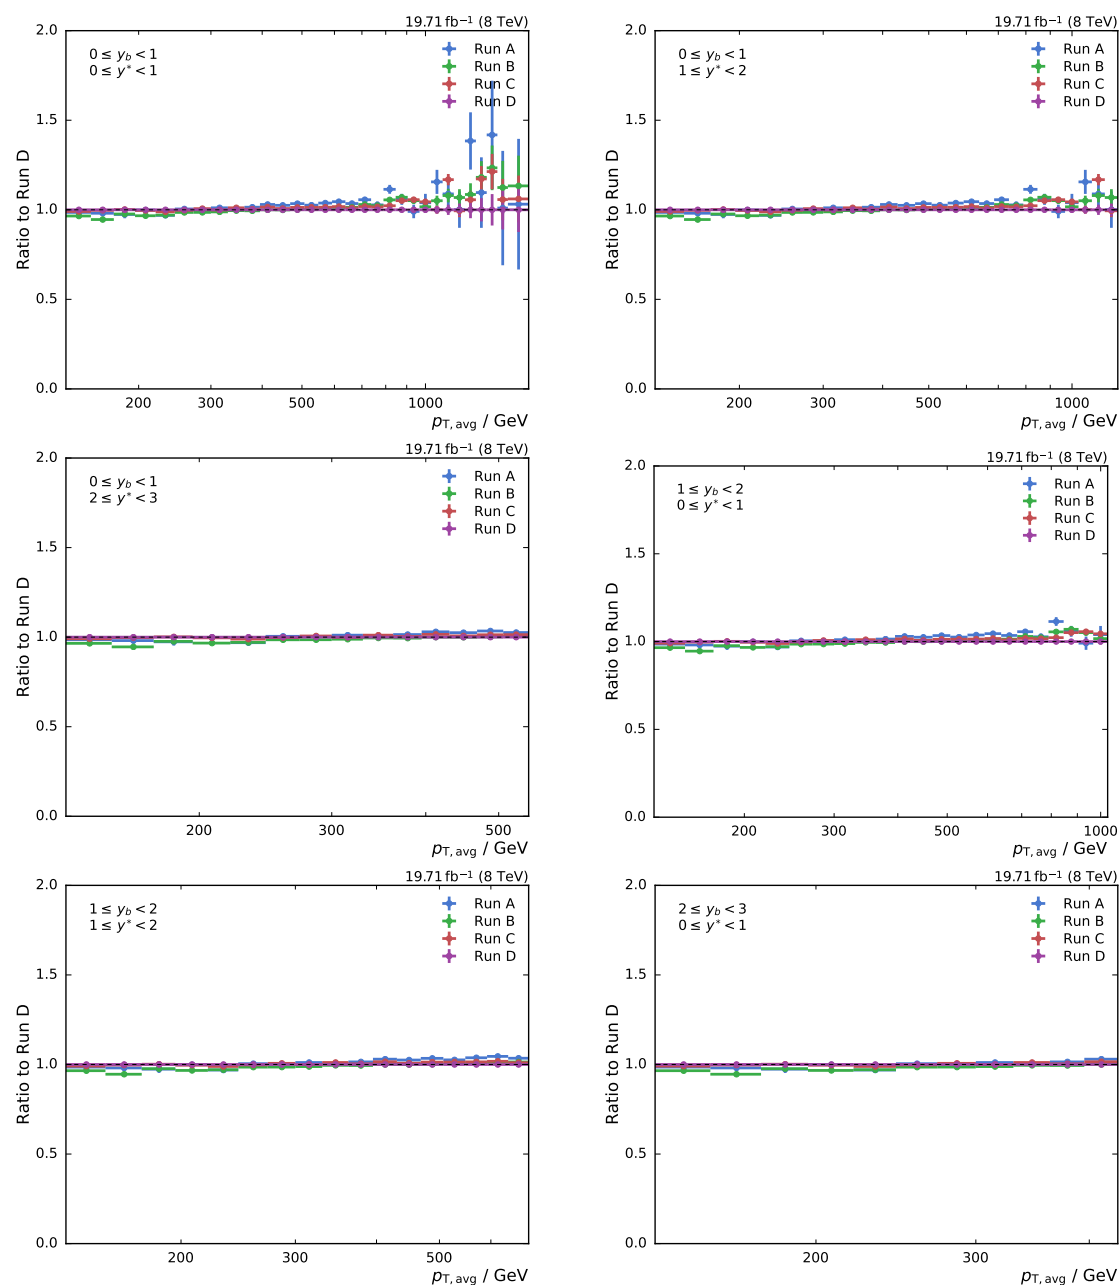 19.71 fb⁻¹ (8 TeV)
2.0
0 ≤ y_b < 1
0 ≤ y* < 1
Run A
Run B
Run C
Run D
1.5
1.0
0.5
0.0
Ratio to Run D
200 300 500 1000
p_T,avg / GeV
19.71 fb⁻¹ (8 TeV)
2.0
0 ≤ y_b < 1
1 ≤ y* < 2
Run A
Run B
Run C
Run D
1.5
1.0
0.5
0.0
Ratio to Run D
200 300 500 1000
p_T,avg / GeV
19.71 fb⁻¹ (8 TeV)
2.0
0 ≤ y_b < 1
2 ≤ y* < 3
Run A
Run B
Run C
Run D
1.5
1.0
0.5
0.0
Ratio to Run D
200 300 500
p_T,avg / GeV
19.71 fb⁻¹ (8 TeV)
2.0
1 ≤ y_b < 2
0 ≤ y* < 1
Run A
Run B
Run C
Run D
1.5
1.0
0.5
0.0
Ratio to Run D
200 300 500 1000
p_T,avg / GeV
19.71 fb⁻¹ (8 TeV)
2.0
1 ≤ y_b < 2
1 ≤ y* < 2
Run A
Run B
Run C
Run D
1.5
1.0
0.5
0.0
Ratio to Run D
200 300 500
p_T,avg / GeV
19.71 fb⁻¹ (8 TeV)
2.0
2 ≤ y_b < 3
0 ≤ y* < 1
Run A
Run B
Run C
Run D
1.5
1.0
0.5
0.0
Ratio to Run D
200 300
p_T,avg / GeV